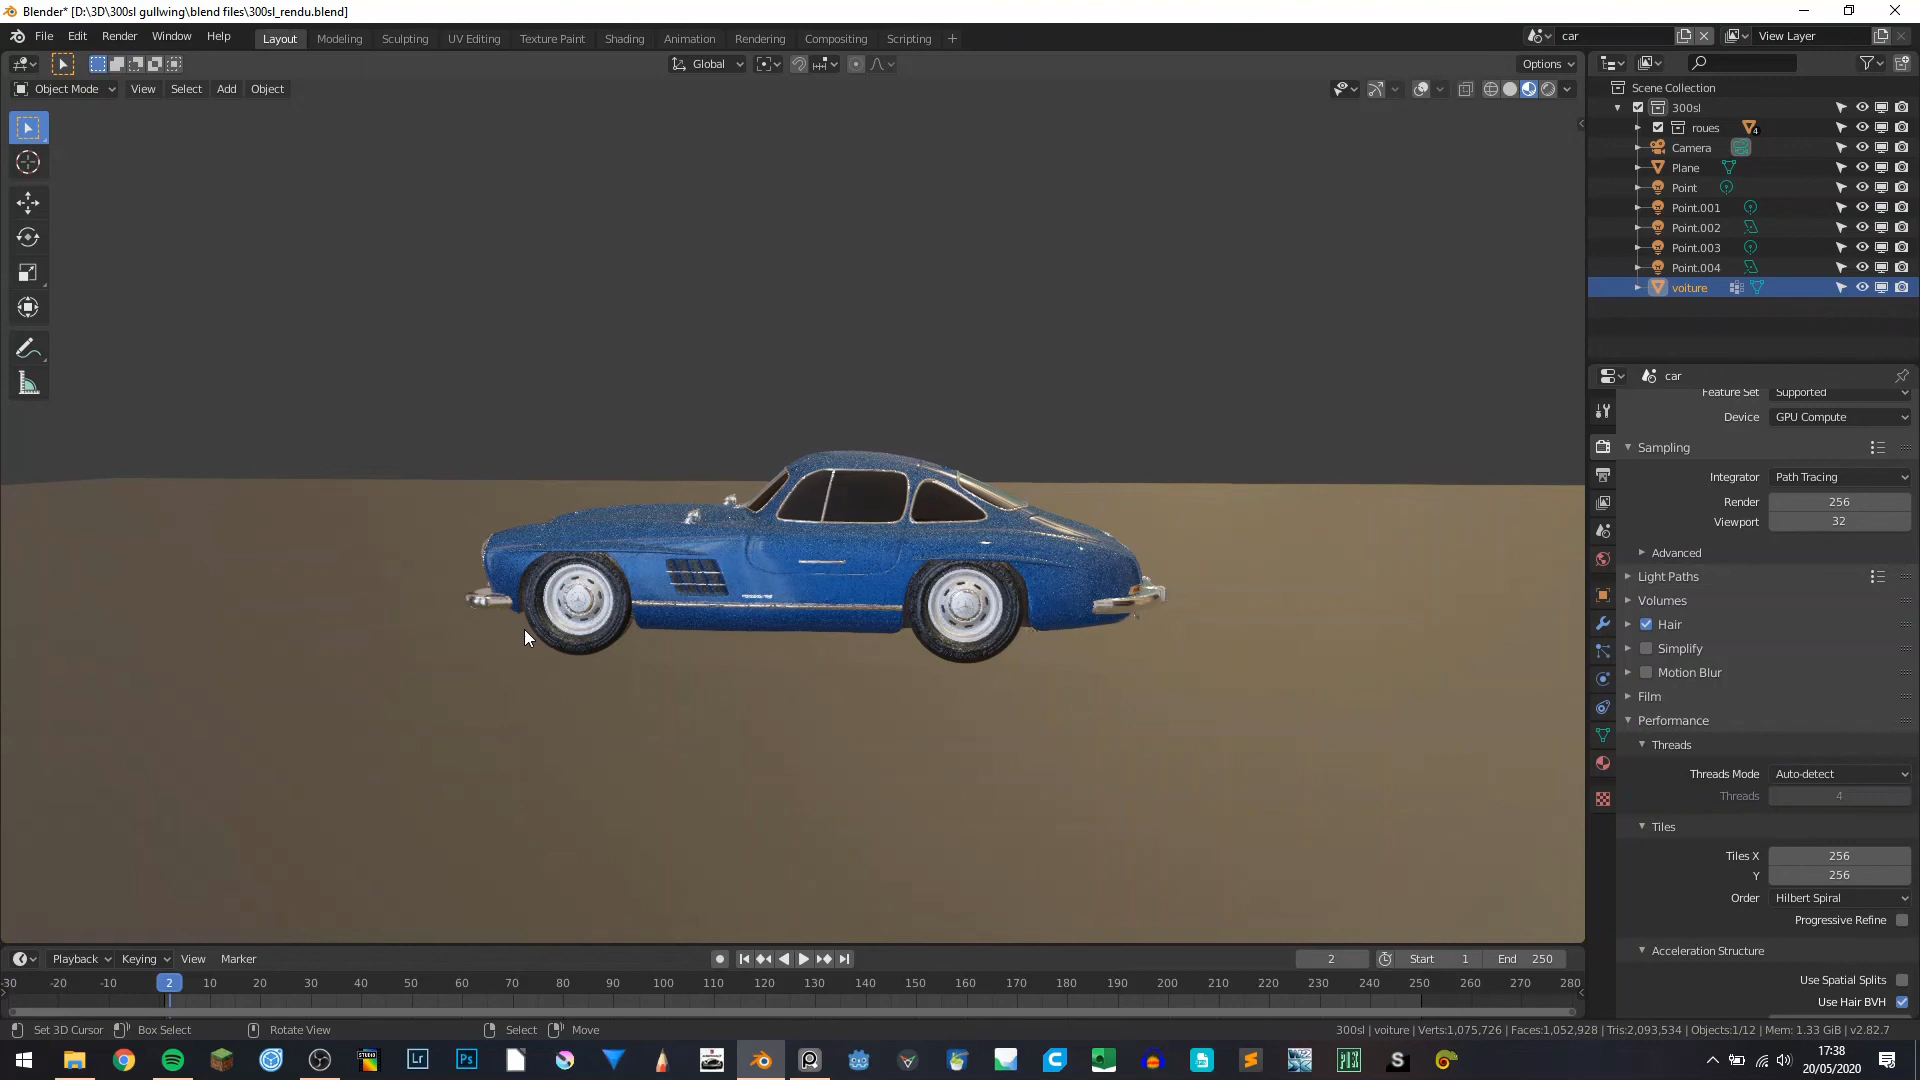 Blender* [D:\3D\300sl gullwing\blend files\300sl_rendu.blend]
File Edit Render Window Help
Layout Modeling Sculpting UV Editing Texture Paint Shading Animation Rendering Compositing Scripting
car
View Layer
Global
Options
Object Mode View Select Add Object
Scene Collection
300sl
roues 4
Camera
Plane
Point
Point.001
Point.002
Point.003
Point.004
voiture
car
Feature Set Supported
Device GPU Compute
Sampling
Integrator Path Tracing
Render 256
Viewport 32
Advanced
Light Paths
Volumes
Hair
Simplify
Motion Blur
Film
Performance
Threads
Threads Mode Auto-detect
Threads 4
Tiles
Tiles X 256
Y 256
Order Hilbert Spiral
Progressive Refine
Acceleration Structure
Use Spatial Splits
Use Hair BVH
Playback Keying View Marker
2 Start 1 End 250
-30 -20 -10 2 10 20 30 40 50 60 70 80 90 100 110 120 130 140 150 160 170 180 190 200 210 220 230 240 250 260 270 280
Set 3D Cursor Box Select Rotate View Select Move
300sl | voiture | Verts:1,075,726 | Faces:1,052,928 | Tris:2,093,534 | Objects:1/12 | Mem: 1.33 GiB | v2.82.7
STUDIO
Lr
Ps
S
17:38
20/05/2020